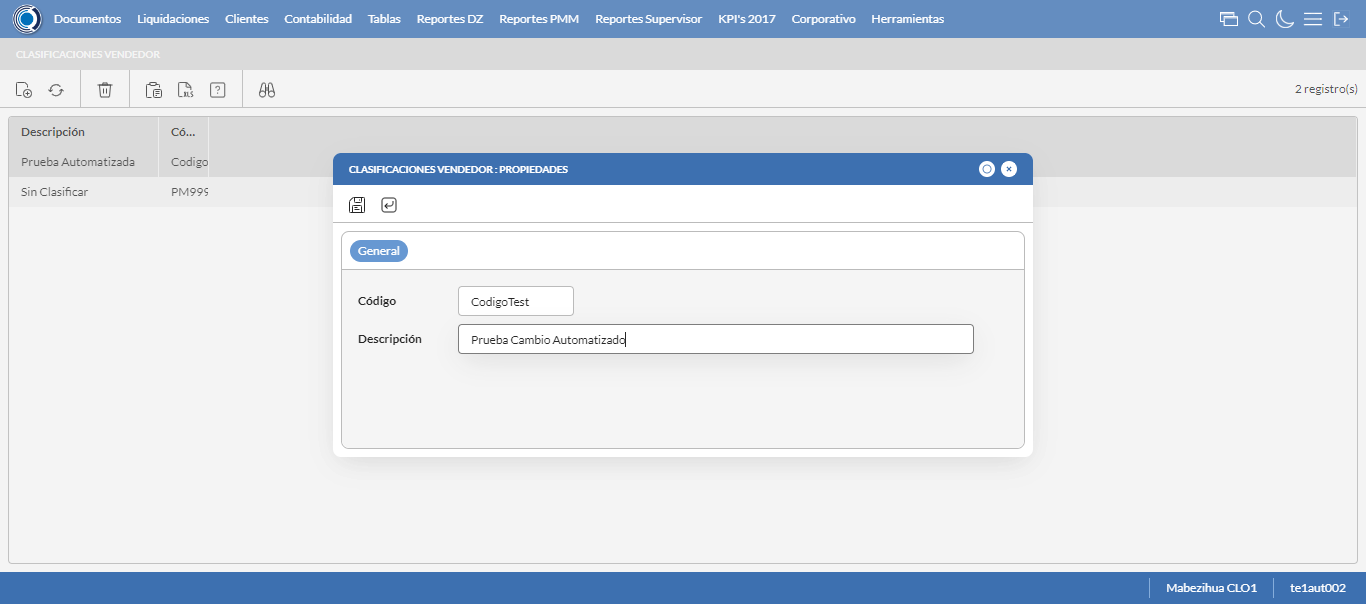 Documentos Liquidaciones Clientes Contabilidad Tablas Reportes DZ Reportes PMM Reportes Supervisor KPI's 2017 Corporativo Herramientas
CLASIFICACIONES VENDEDOR
XLS ? 2 registro(s)
Descripción Có...
Prueba Automatizada Codigo
Sin Clasificar PM999
CLASIFICACIONES VENDEDOR : PROPIEDADES
General
Código CodigoTest
Descripción Prueba Cambio Automatizado
Mabezihua CLO1 te1aut002